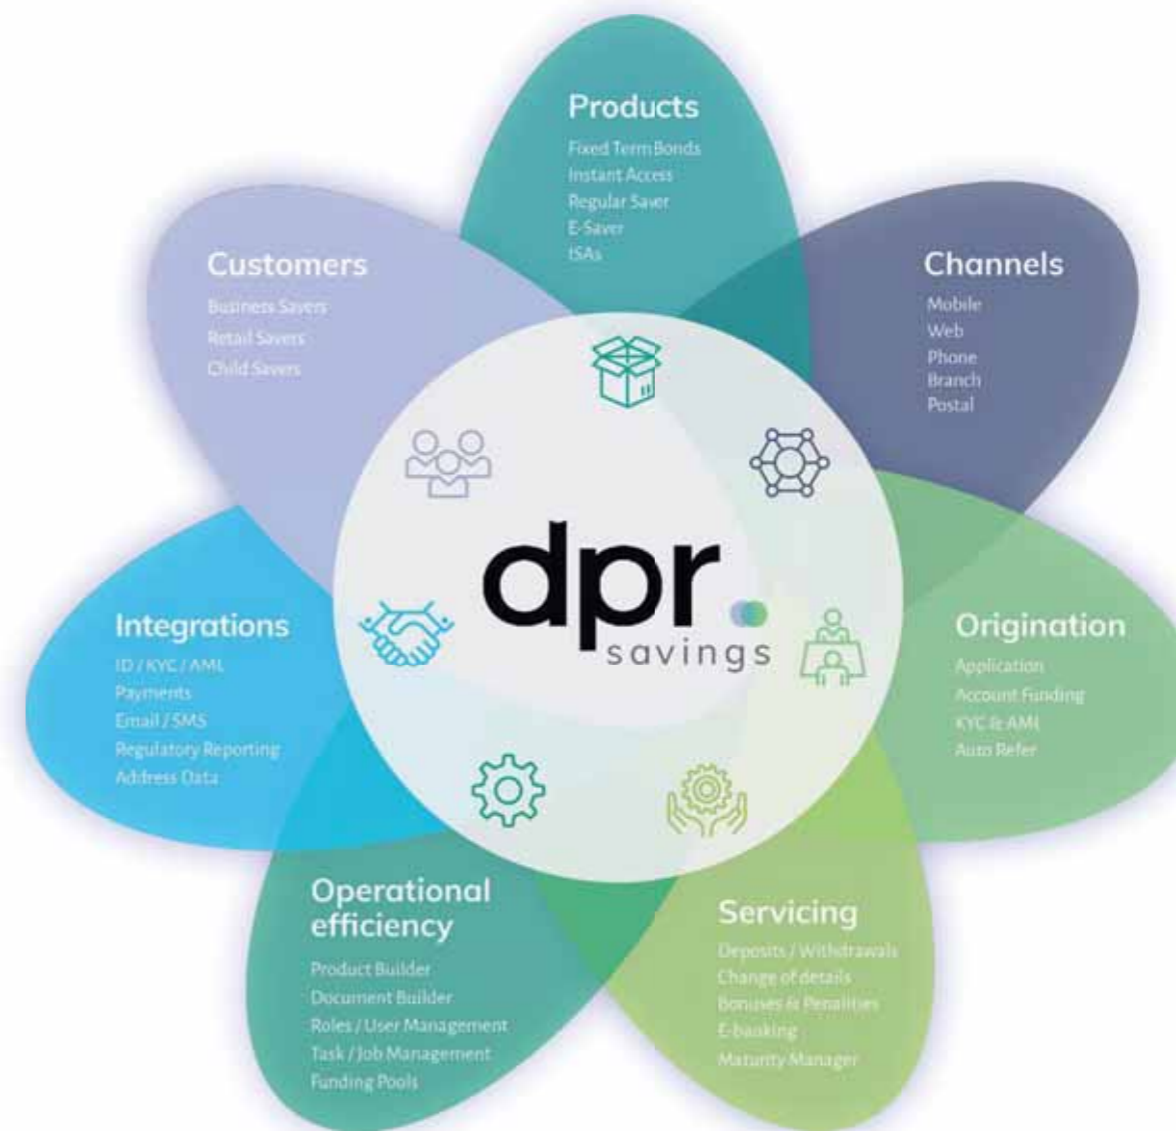 Products
Fixed Term Bonds
Instant Access
Regular Saver
E-Saver
ISAs
Channels
Mobile
Web
Phone
Branch
Postal
Origination
Application
Account Funding
KYC & AML
Auto Refer
Servicing
Deposits / Withdrawals
Change of details
Bonuses & Penalities
E-banking
Maturity Manager
Operational
efficiency
Product Builder
Document Builder
Roles / User Management
Task / Job Management
Funding Pools
Integrations
ID / KYC / AML
Payments
Email / SMS
Regulatory Reporting
Address Data
Customers
Business Savers
Retail Savers
Child Savers
dpr.
savings